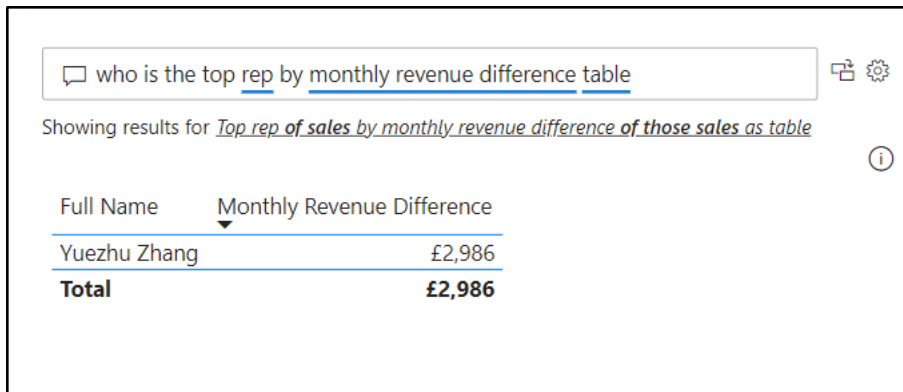 who is the top rep by monthly revenue difference table
Showing results for Top rep of sales by monthly revenue difference of those sales as table
Full Name Monthly Revenue Difference
Yuezhu Zhang £2,986
Total £2,986